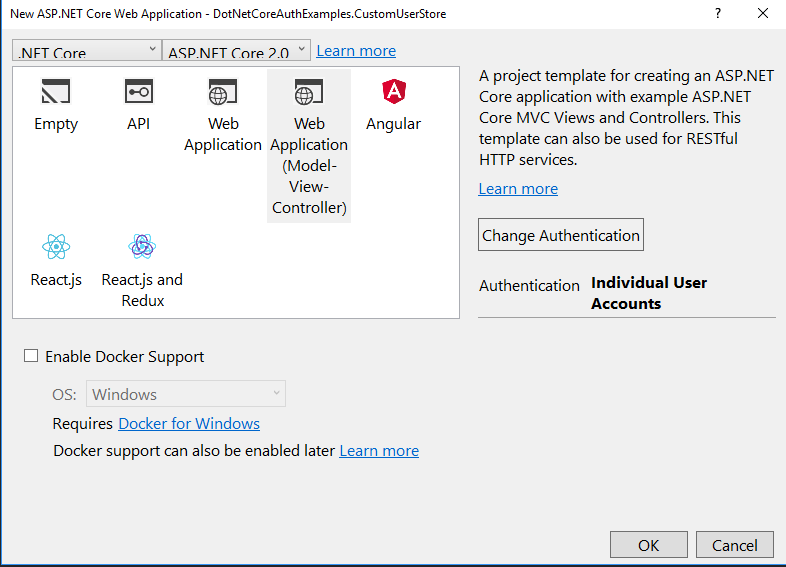 New ASP.NET Core Web Application - DotNetCoreAuthExamples.CustomUserStore
?
.NET Core
ASP.NET Core 2.0
Learn more
Empty
API
Web
Application
Web
Application
(Model-
View-
Controller)
Angular
React.js
React.js and
Redux
A project template for creating an ASP.NET
Core application with example ASP.NET
Core MVC Views and Controllers. This
template can also be used for RESTful
HTTP services.
Learn more
Change Authentication
Authentication Individual User
Accounts
Enable Docker Support
OS: Windows
Requires Docker for Windows
Docker support can also be enabled later Learn more
OK
Cancel